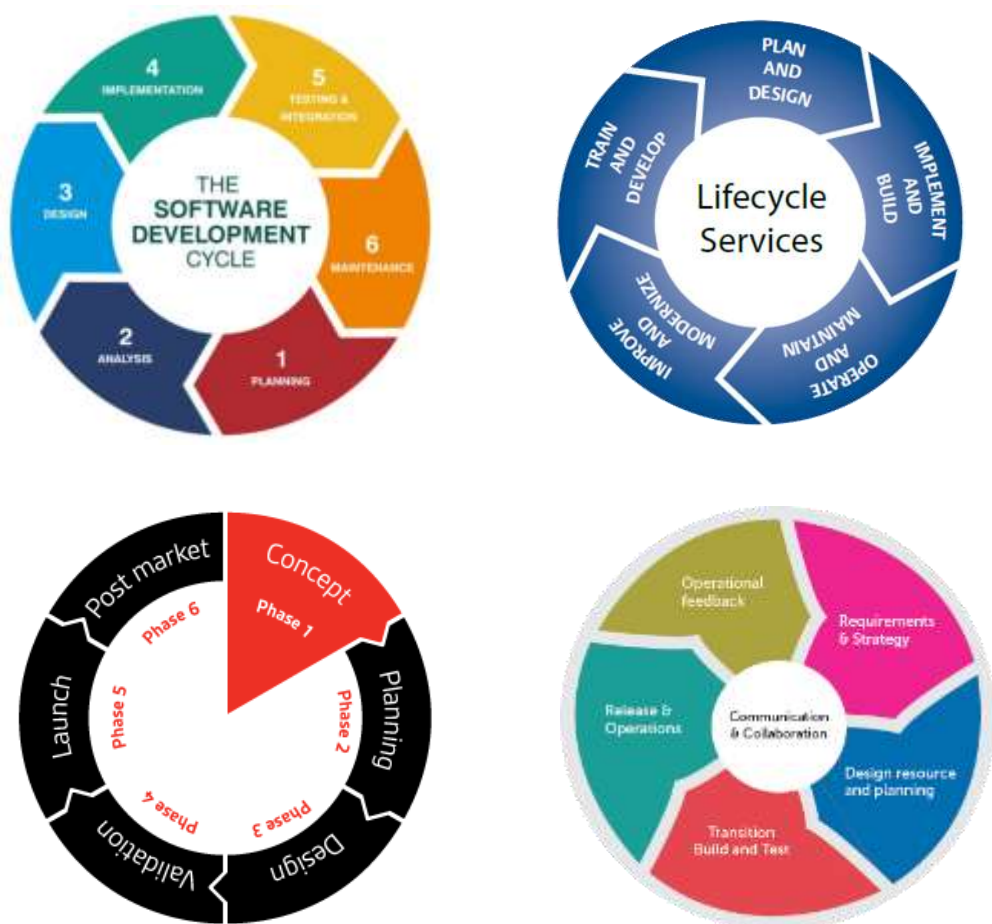 4
IMPLEMENTATION
5
TESTING &
INTEGRATION
3
DESIGN
THE
SOFTWARE
DEVELOPMENT
CYCLE
6
MAINTENANCE
2
ANALYSIS
1
PLANNING
PLAN
AND
DESIGN
IMPLEMENT
AND
BUILD
OPERATE
AND
MAINTAIN
IMPROVE
AND
MODERNIZE
TRAIN
AND
DEVELOP
Lifecycle
Services
Concept
Phase 1
Planning
Phase 2
Design
Phase 3
Validation
Phase 4
Launch
Phase 5
Post market
Phase 6
Operational
feedback
Requirements
& Strategy
Release &
Operations
Communication
& Collaboration
Design resource
and planning
Transition
Build and Test